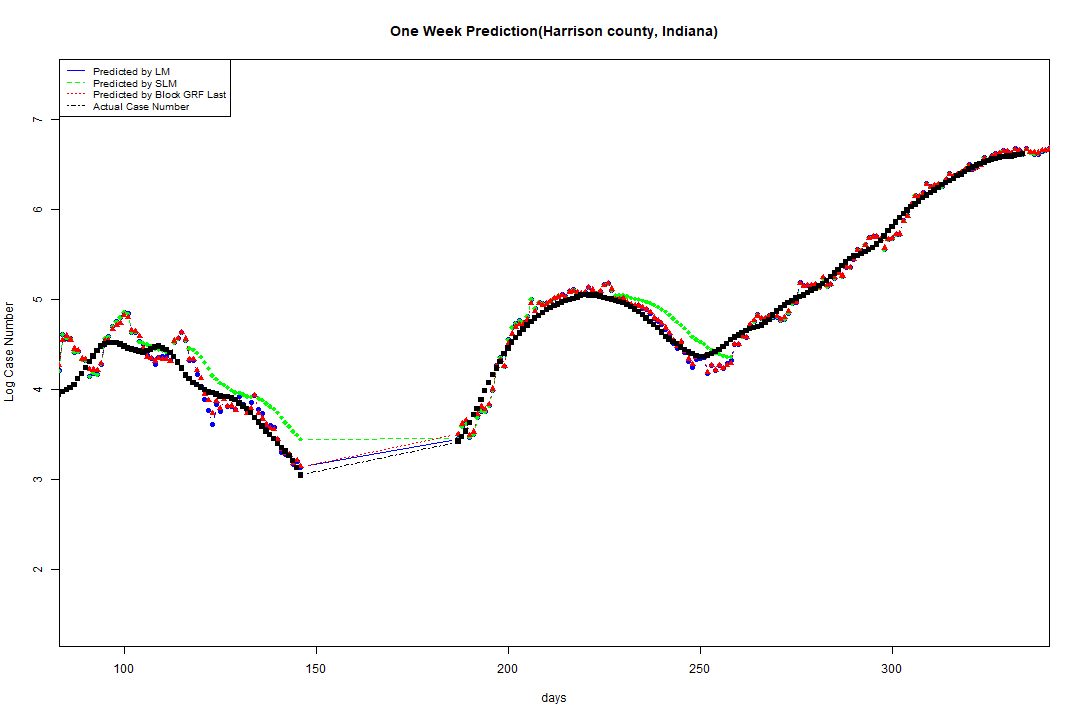 One Week Prediction(Harrison county, Indiana)
Predicted by LM
Predicted by SLM
Predicted by Block GRF Last
Actual Case Number
7
6
5
4
3
2
Log Case Number
100 150 200 250 300
days